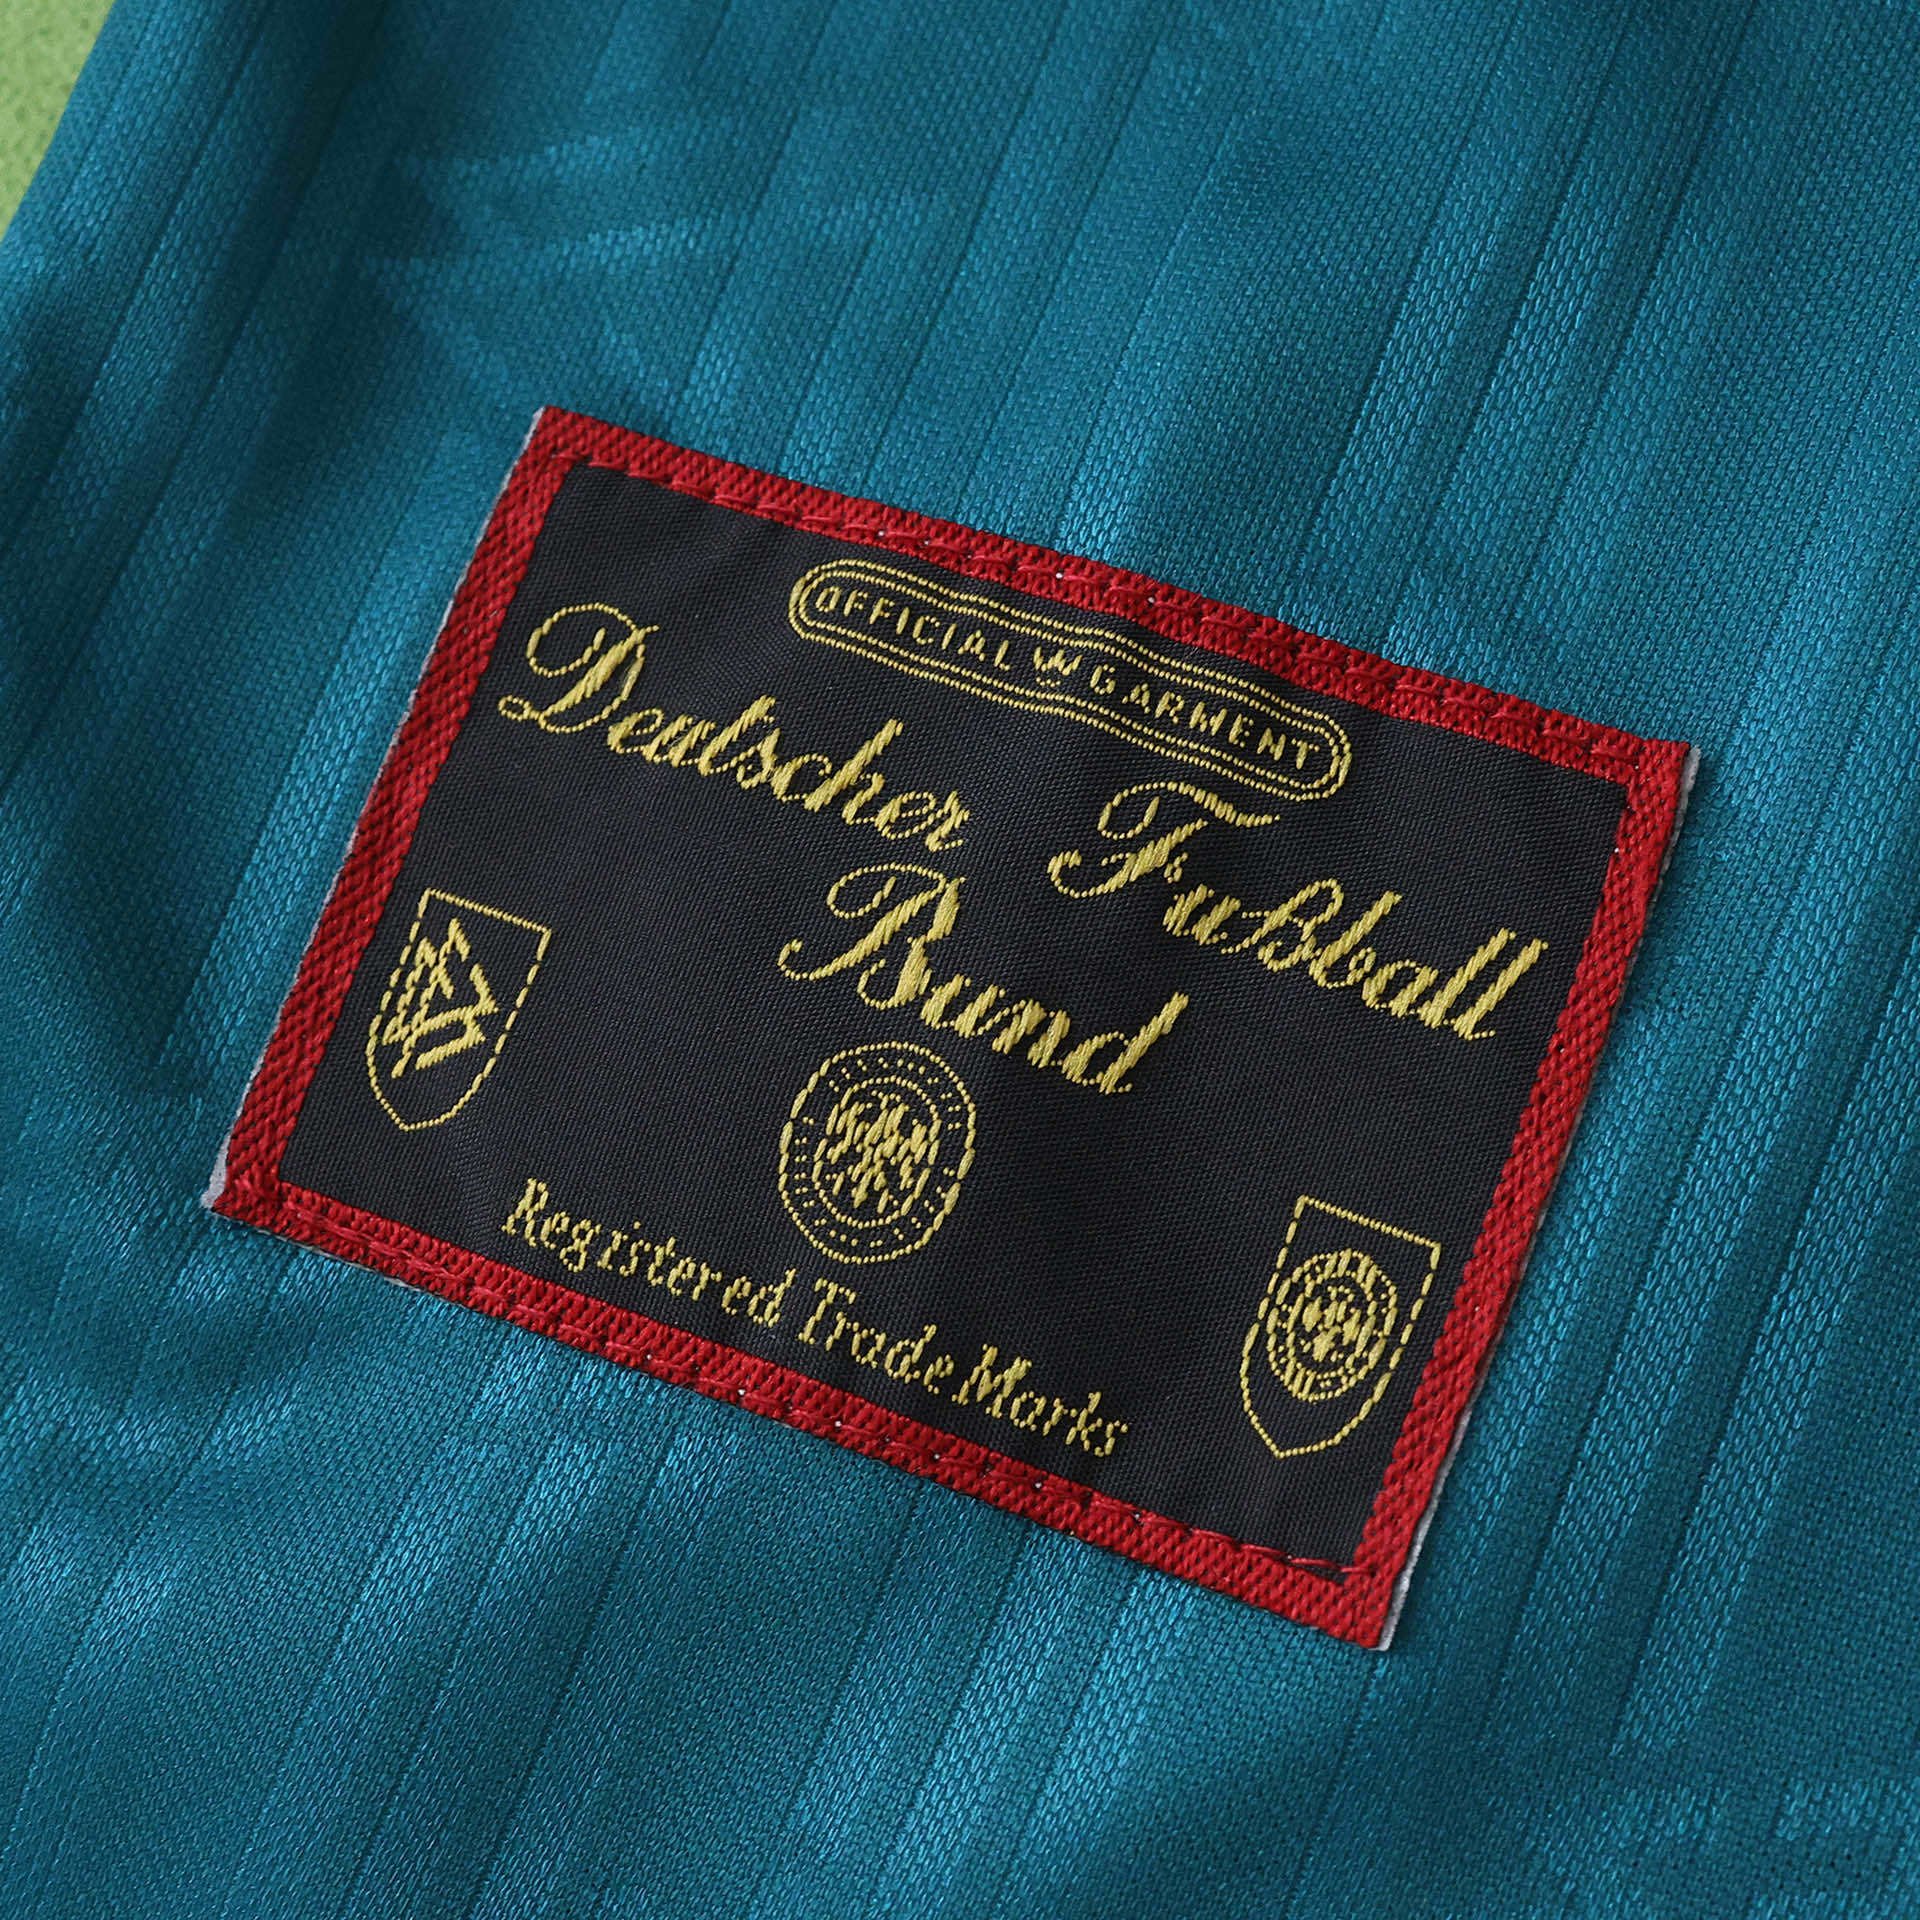 OFFICIAL GARMENT
Deutscher Fußball
Bund
Registered Trade Marks